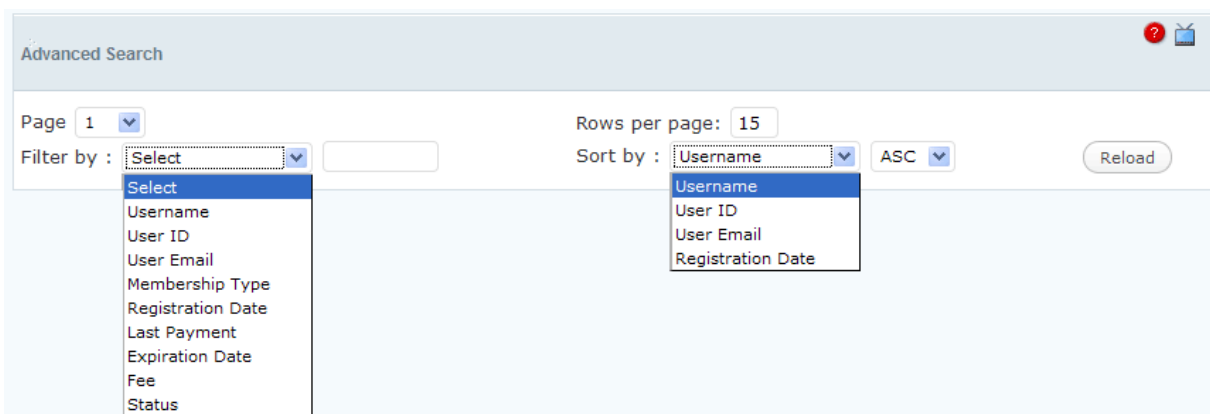 ?
Advanced Search
Page 1
Rows per page: 15
Filter by : Select
Sort by : Username ASC Reload
Select
Username
User ID
User Email
Membership Type
Registration Date
Last Payment
Expiration Date
Fee
Status
Username
User ID
User Email
Registration Date